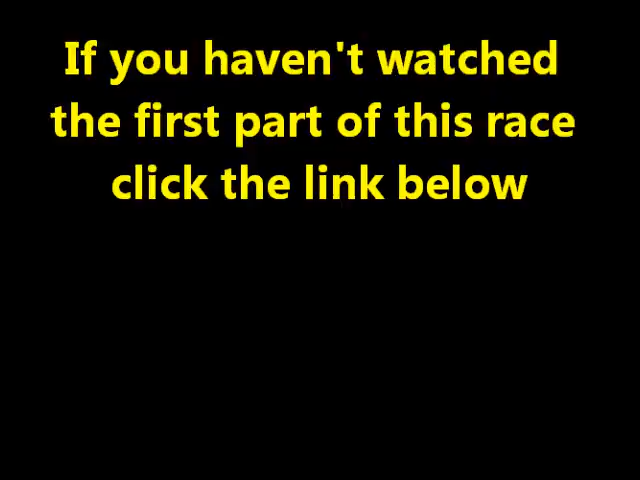 If you haven't watched
the first part of this race
click the link below